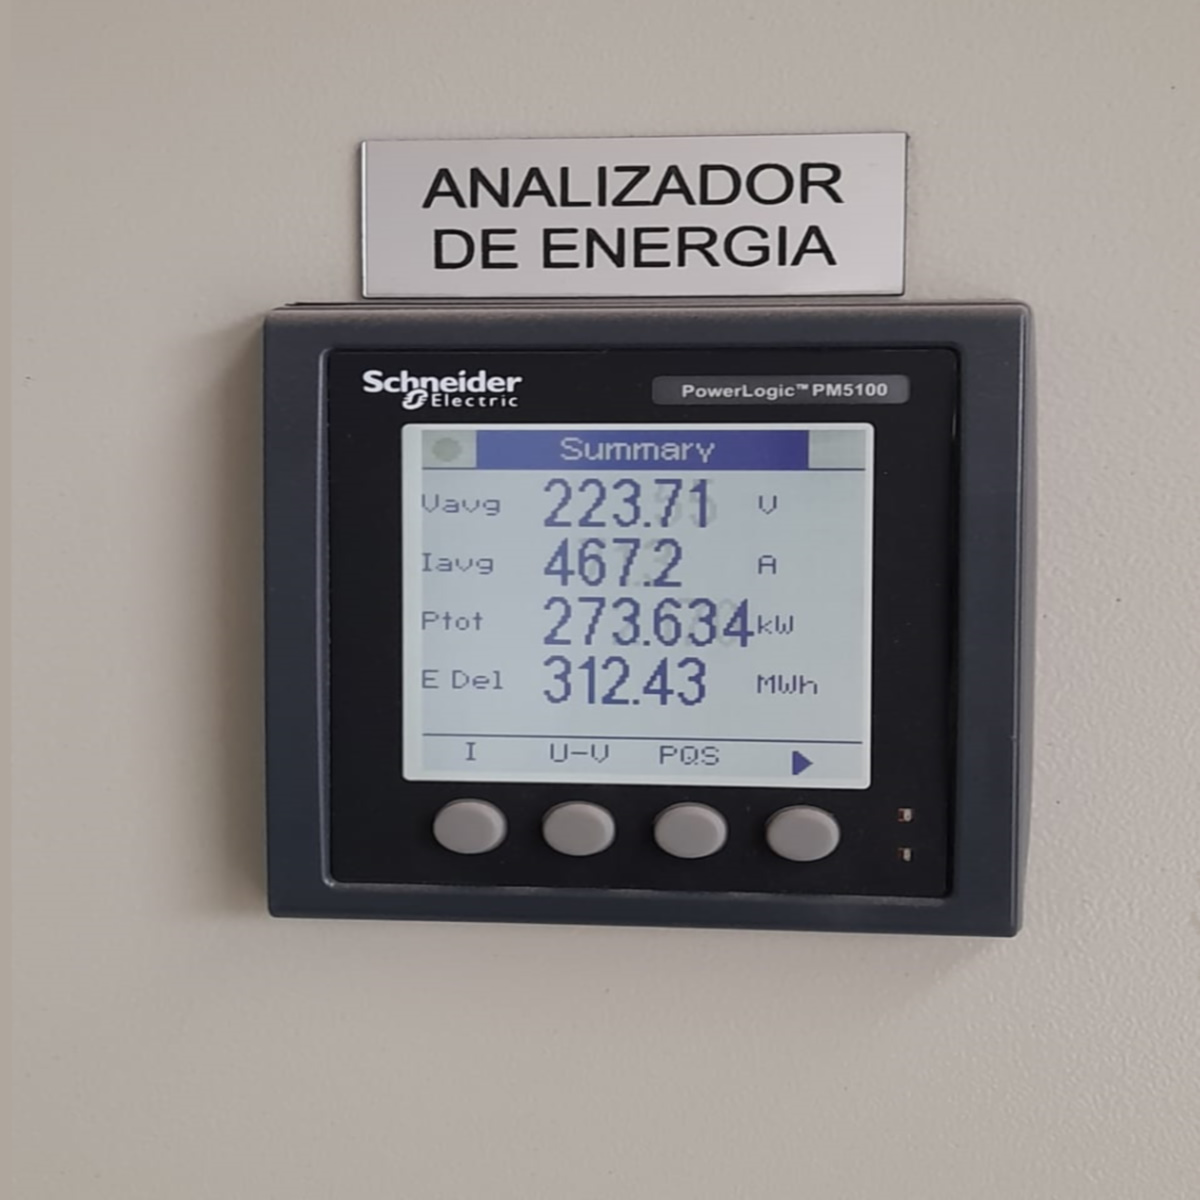 ANALIZADOR
DE ENERGIA
Schneider
Electric
PowerLogic™ PM5100
Summary
Vavg 223.71 V
Iavg 467.2 A
Ptot 273.634 kW
E Del 312.43 MWh
I U-V PQS